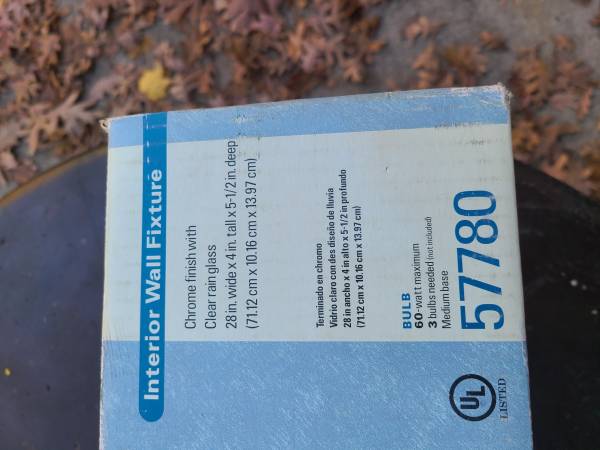 Interior Wall Fixture
Chrome finish with
Clear rain glass
28 in. wide x 4 in. tall x 5-1/2 in. deep
(71.12 cm x 10.16 cm x 13.97 cm)
Terminado en chromo
Vidrio claro con des diseño de lluvia
28 in ancho x 4 in alto x 5-1/2 in profundo
(71.12 cm x 10.16 cm x 13.97 cm)
BULB
60-watt maximum
3 bulbs needed (not included)
Medium base
57780
UL
LISTED